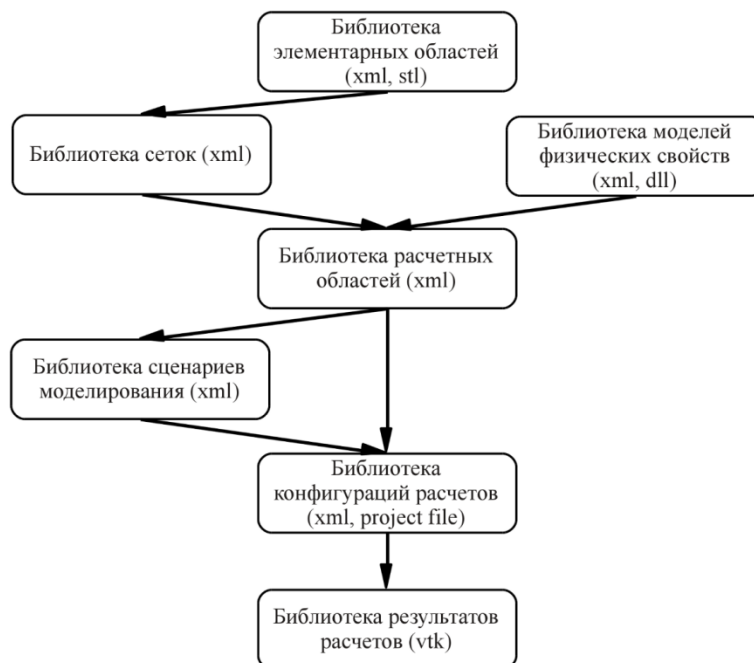 Библиотека
элементарных областей
(xml, stl)
Библиотека сеток (xml)
Библиотека моделей
физических свойств
(xml, dll)
Библиотека расчетных
областей (xml)
Библиотека сценариев
моделирования (xml)
Библиотека
конфигураций расчетов
(xml, project file)
Библиотека результатов
расчетов (vtk)